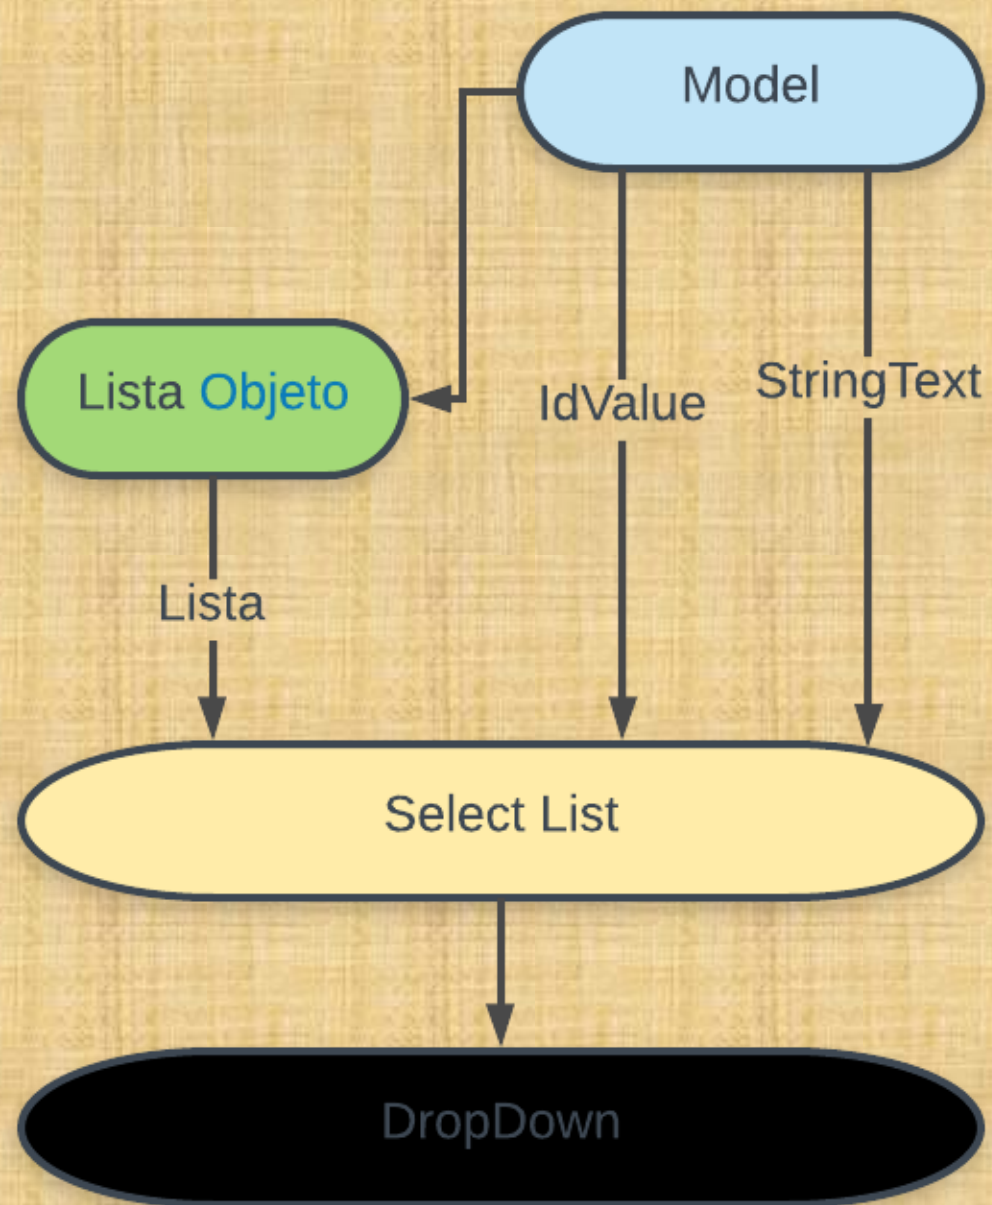 Model
Lista Objeto
IdValue
StringText
Lista
Select List
DropDown